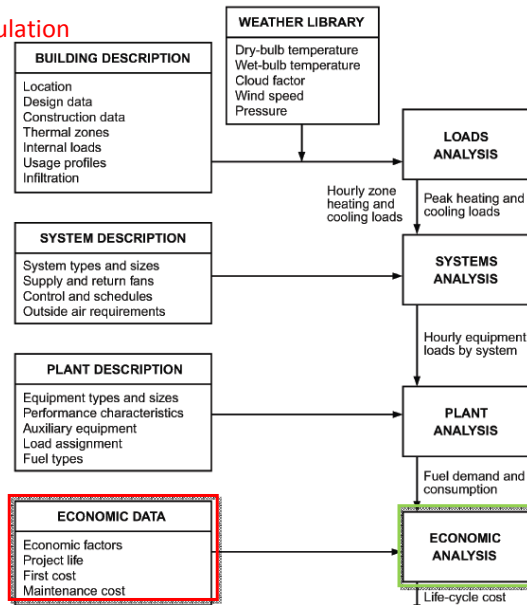 ulation
WEATHER LIBRARY
Dry-bulb temperature
Wet-bulb temperature
Cloud factor
Wind speed
Pressure
BUILDING DESCRIPTION
Location
Design data
Construction data
Thermal zones
Internal loads
Usage profiles
Infiltration
LOADS
ANALYSIS
Hourly zone
heating and
cooling loads
Peak heating and
cooling loads
SYSTEM DESCRIPTION
System types and sizes
Supply and return fans
Control and schedules
Outside air requirements
SYSTEMS
ANALYSIS
Hourly equipment
loads by system
PLANT DESCRIPTION
Equipment types and sizes
Performance characteristics
Auxiliary equipment
Load assignment
Fuel types
PLANT
ANALYSIS
Fuel demand and
consumption
ECONOMIC DATA
Economic factors
Project life
First cost
Maintenance cost
ECONOMIC
ANALYSIS
Life-cycle cost